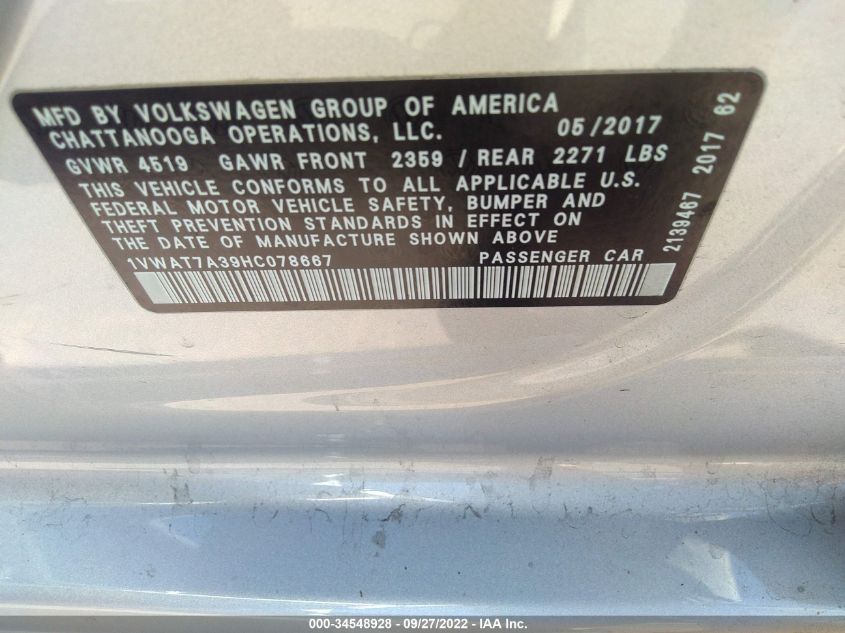 MFD BY VOLKSWAGEN GROUP OF AMERICA
CHATTANOOGA OPERATIONS, LLC. 05/2017
GVWR 4519 GAWR FRONT 2359 / REAR 2271 LBS
THIS VEHICLE CONFORMS TO ALL APPLICABLE U.S.
FEDERAL MOTOR VEHICLE SAFETY, BUMPER AND
THEFT PREVENTION STANDARDS IN EFFECT ON
THE DATE OF MANUFACTURE SHOWN ABOVE
1VWAT7A39HC078667 PASSENGER CAR
2139467 2017 62
000-34548928 - 09/27/2022 - IAA Inc.